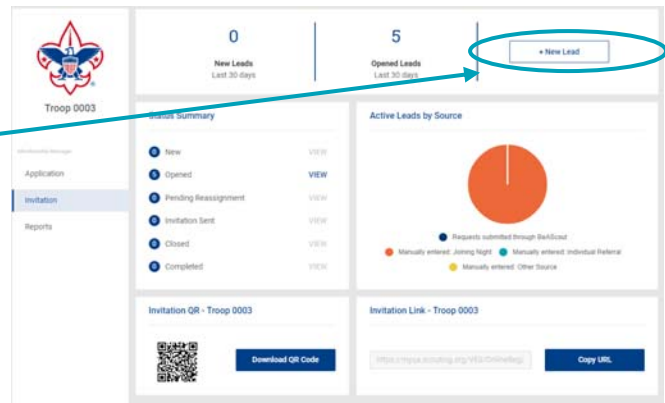 0
New Leads
Last 30 days
5
Opened Leads
Last 30 days
+ New Lead
Troop 0003
Application
Invitation
Reports
Status Summary
0 New VIEW
5 Opened VIEW
0 Pending Reassignment VIEW
0 Invitation Sent VIEW
0 Closed VIEW
0 Completed VIEW
Active Leads by Source
Requests submitted through BeAScout
Manually entered: Joining Night Manually entered: Individual Referral
Manually entered: Other Source
Invitation QR - Troop 0003
Download QR Code
Invitation Link - Troop 0003
Copy URL